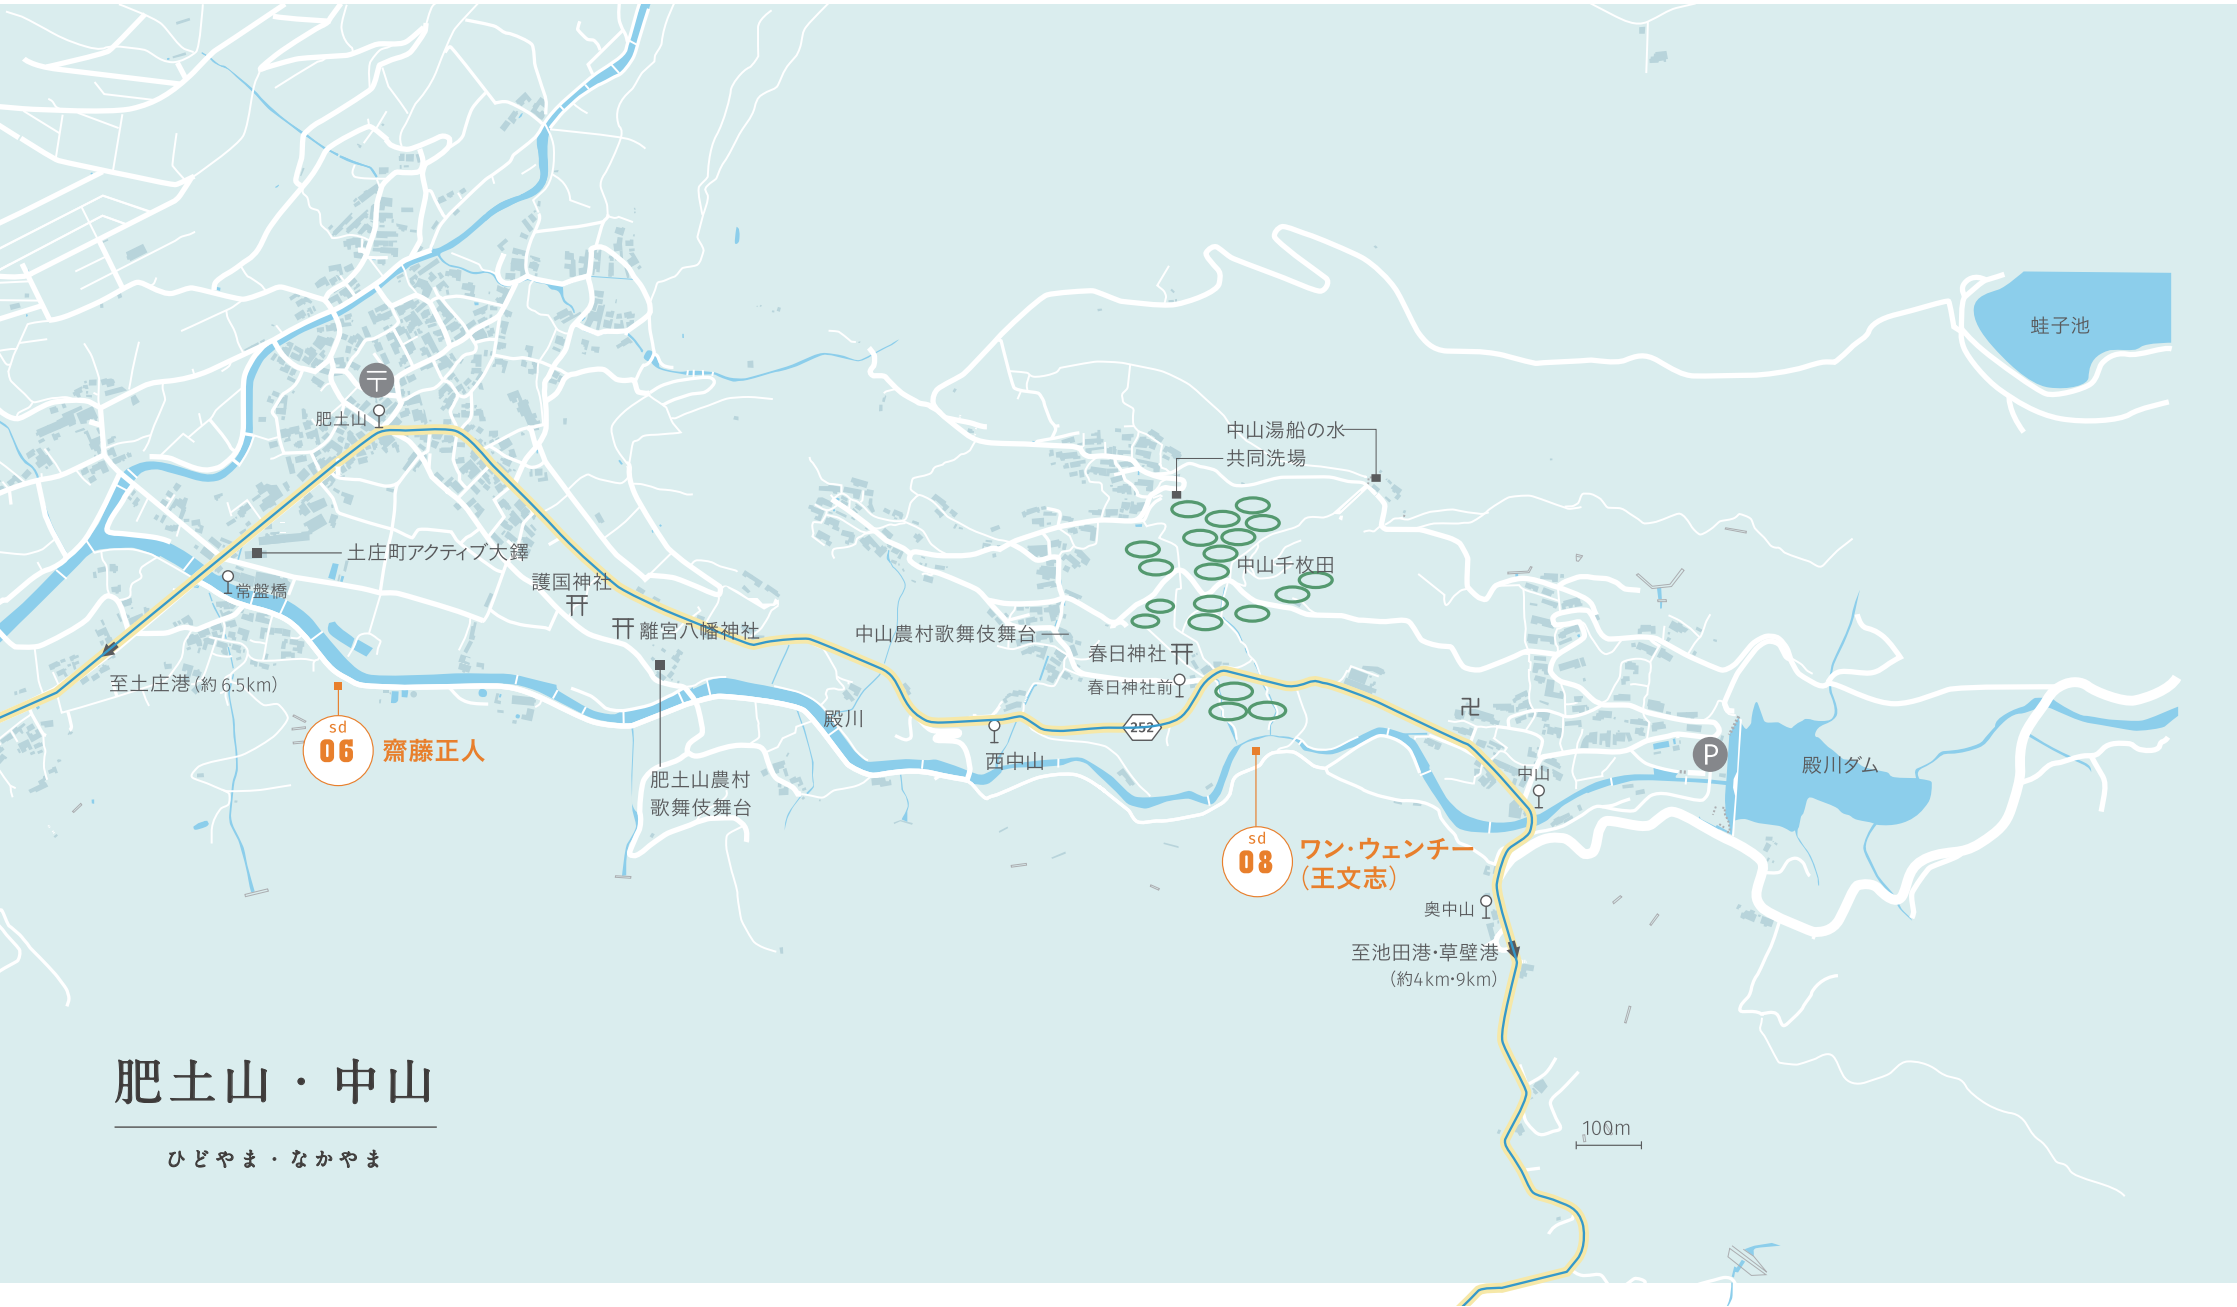 蛙子池
〒
肥土山
中山湯船の水
共同洗場
土庄町アクティブ大鐸
中山千枚田
常盤橋
護国神社
離宮八幡神社
中山農村歌舞伎舞台
春日神社
春日神社前
至土庄港(約 6.5km)
殿川
252
sd
06
齋藤正人
西中山
P
殿川ダム
中山
肥土山農村
歌舞伎舞台
sd
08
ワン・ウェンチー
(王文志)
奥中山
至池田港・草壁港
(約4km・9km)
肥土山・中山
ひどやま・なかやま
100m